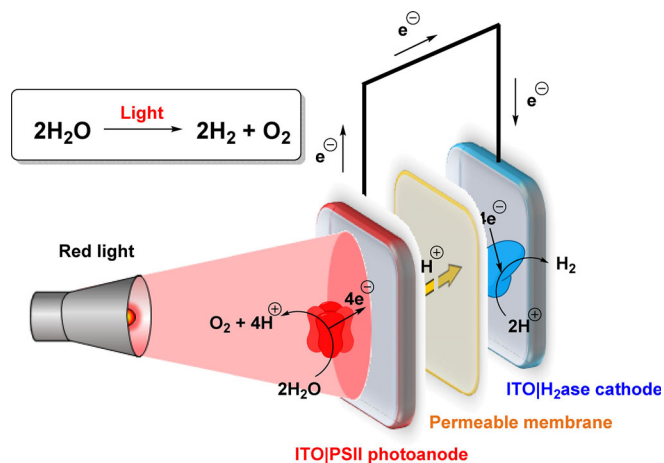 e⊖
e⊖
Light
2H₂O → 2H₂ + O₂
e⊖
Red light
4e⊖
H⊕
H₂
4e⊖
O₂ + 4H⊕
2H⊕
2H₂O
ITO|H₂ase cathode
Permeable membrane
ITO|PSII photoanode